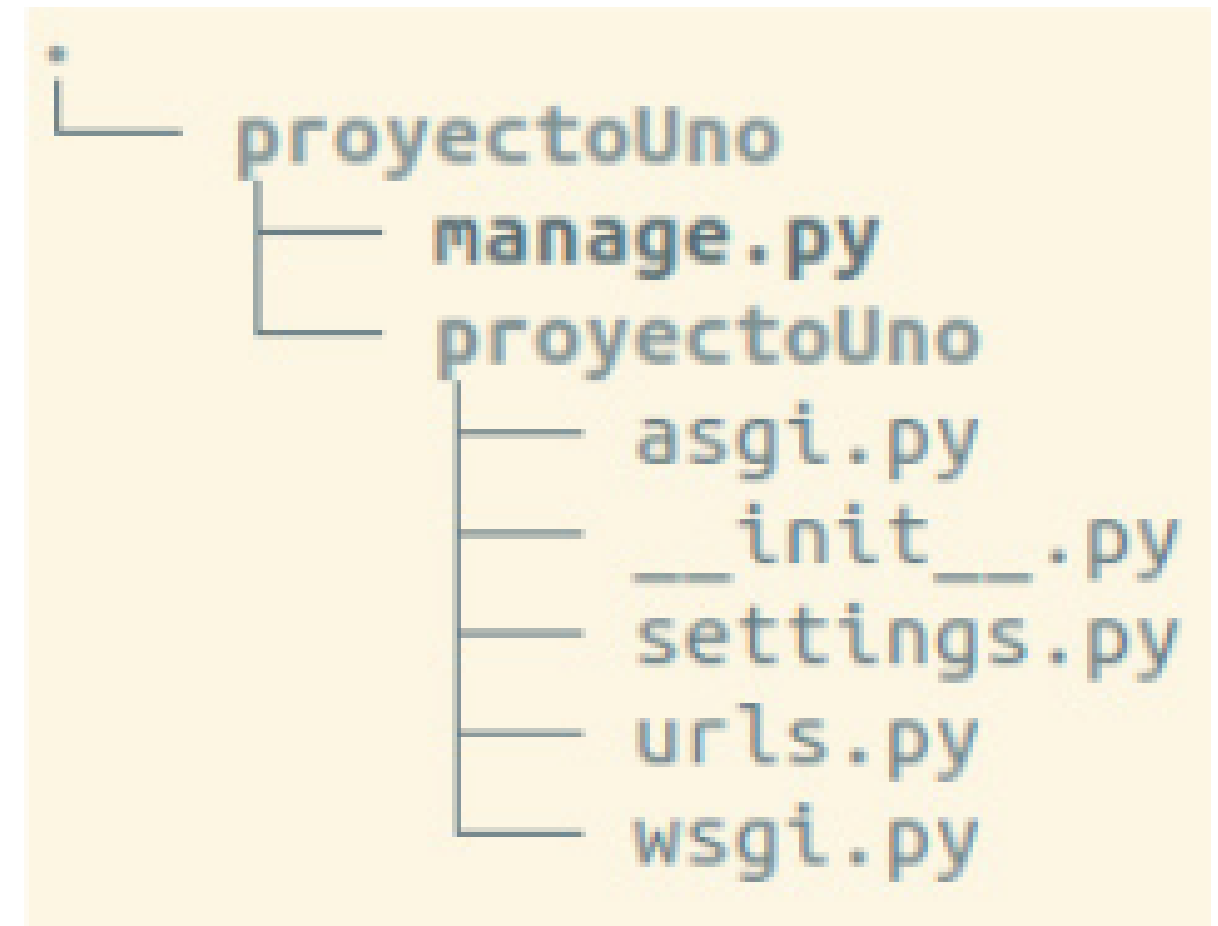 .
proyectoUno
manage.py
proyectoUno
asgi.py
__init__.py
settings.py
urls.py
wsgi.py